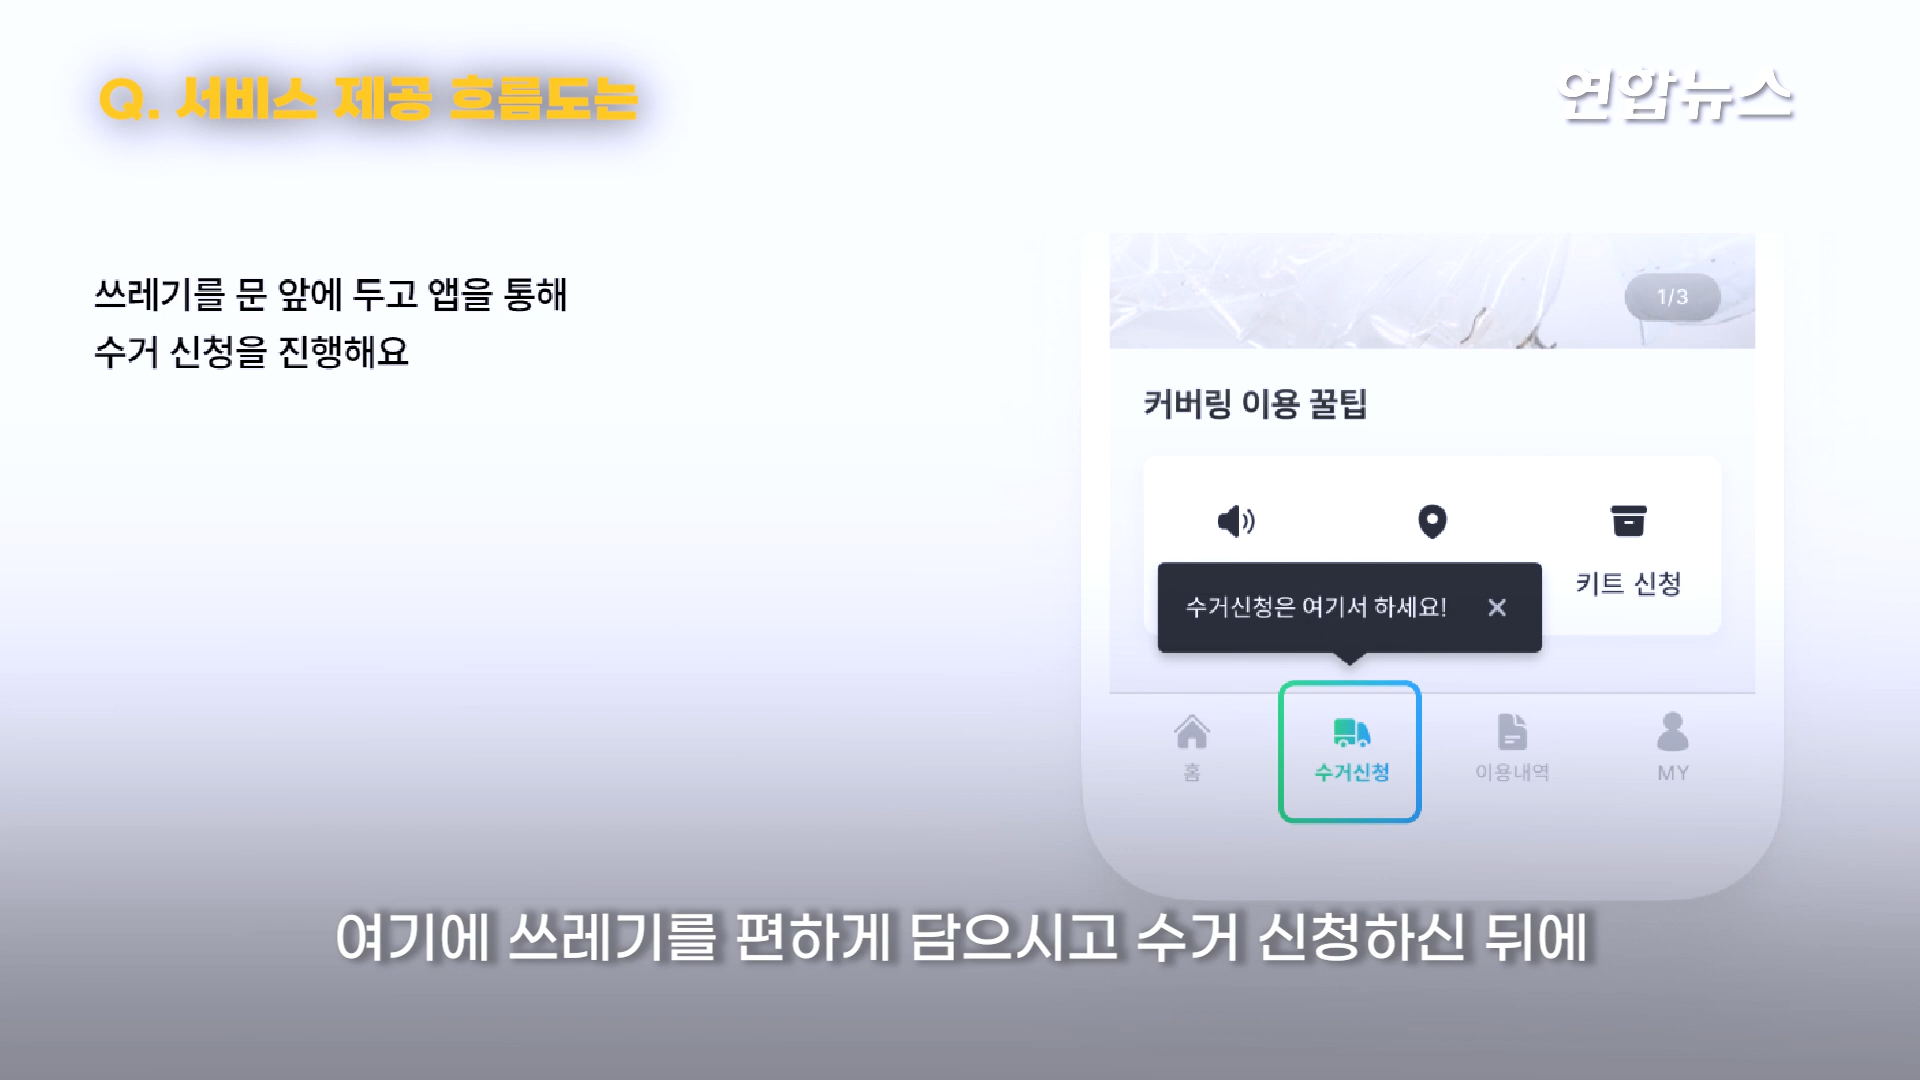 Q. 서비스 제공 흐름도는
연합뉴스
쓰레기를 문 앞에 두고 앱을 통해
수거 신청을 진행해요
1/3
커버링 이용 꿀팁
키트 신청
수거신청은 여기서 하세요!
홈
수거신청
이용내역
MY
여기에 쓰레기를 편하게 담으시고 수거 신청하신 뒤에